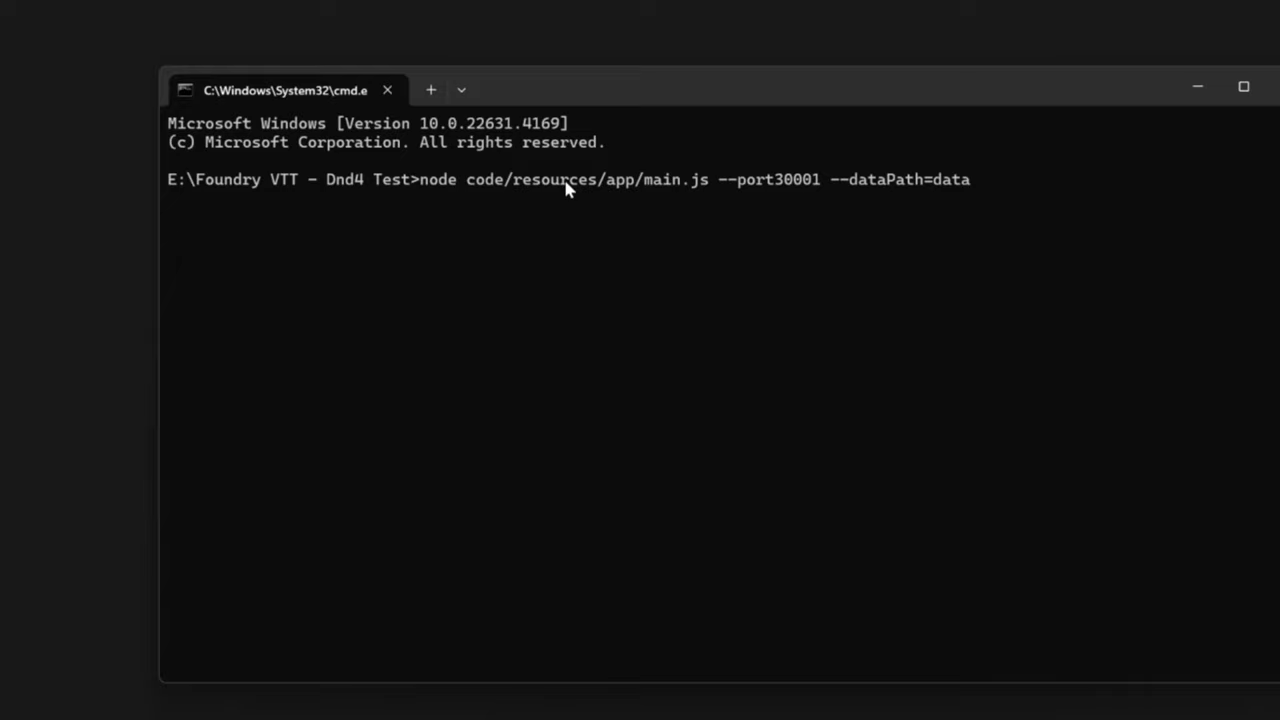 C:\Windows\System32\cmd.e
Microsoft Windows [Version 10.0.22631.4169]
(c) Microsoft Corporation. All rights reserved.
E:\Foundry VTT - Dnd4 Test>node code/resources/app/main.js --port30001 --dataPath=data